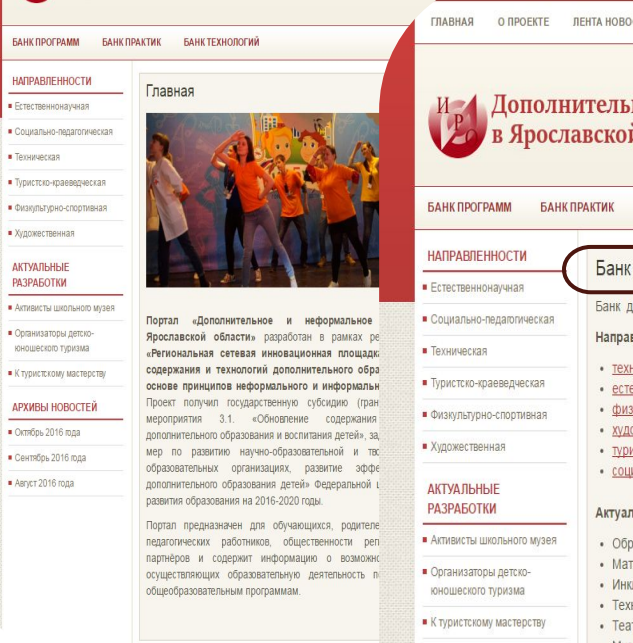 БАНК ПРОГРАММ БАНК ПРАКТИК БАНК ТЕХНОЛОГИЙ
НАПРАВЛЕННОСТИ
Естественнонаучная
Социально-педагогическая
Техническая
Туристско-краеведческая
Физкультурно-спортивная
Художественная
АКТУАЛЬНЫЕ
РАЗРАБОТКИ
Активисты школьного музея
Организаторы детско-
юношеского туризма
К туристскому мастерству
АРХИВЫ НОВОСТЕЙ
Октябрь 2016 года
Сентябрь 2016 года
Август 2016 года
Главная
Портал «Дополнительное и неформальное
Ярославской области» разработан в рамках ре
«Региональная сетевая инновационная площадк
содержания и технологий дополнительного обра
основе принципов неформального и информальн
Проект получил государственную субсидию (гран
мероприятия 3.1. «Обновление содержания
дополнительного образования и воспитания детей», за
мер по развитию научно-образовательной и тво
образовательных организациях, развитие эффе
дополнительного образования детей» Федеральной ц
развития образования на 2016-2020 годы.
Портал предназначен для обучающихся, родителе
педагогических работников, общественности рег
партнёров и содержит информацию о возможно
осуществляющих образовательную деятельность п
общеобразовательным программам.
ГЛАВНАЯ О ПРОЕКТЕ ЛЕНТА НОВО
ИРО
Дополнитель
в Ярославской
БАНК ПРОГРАММ БАНК ПРАКТИК
НАПРАВЛЕННОСТИ
Естественнонаучная
Социально-педагогическая
Техническая
Туристско-краеведческая
Физкультурно-спортивная
Художественная
АКТУАЛЬНЫЕ
РАЗРАБОТКИ
Активисты школьного музея
Организаторы детско-
юношеского туризма
К туристскому мастерству
Банк
Банк д
Направ
техн
есте
физ
худо
тури
соци
Актуал
Обр
Мат
Инк
Техн
Теат